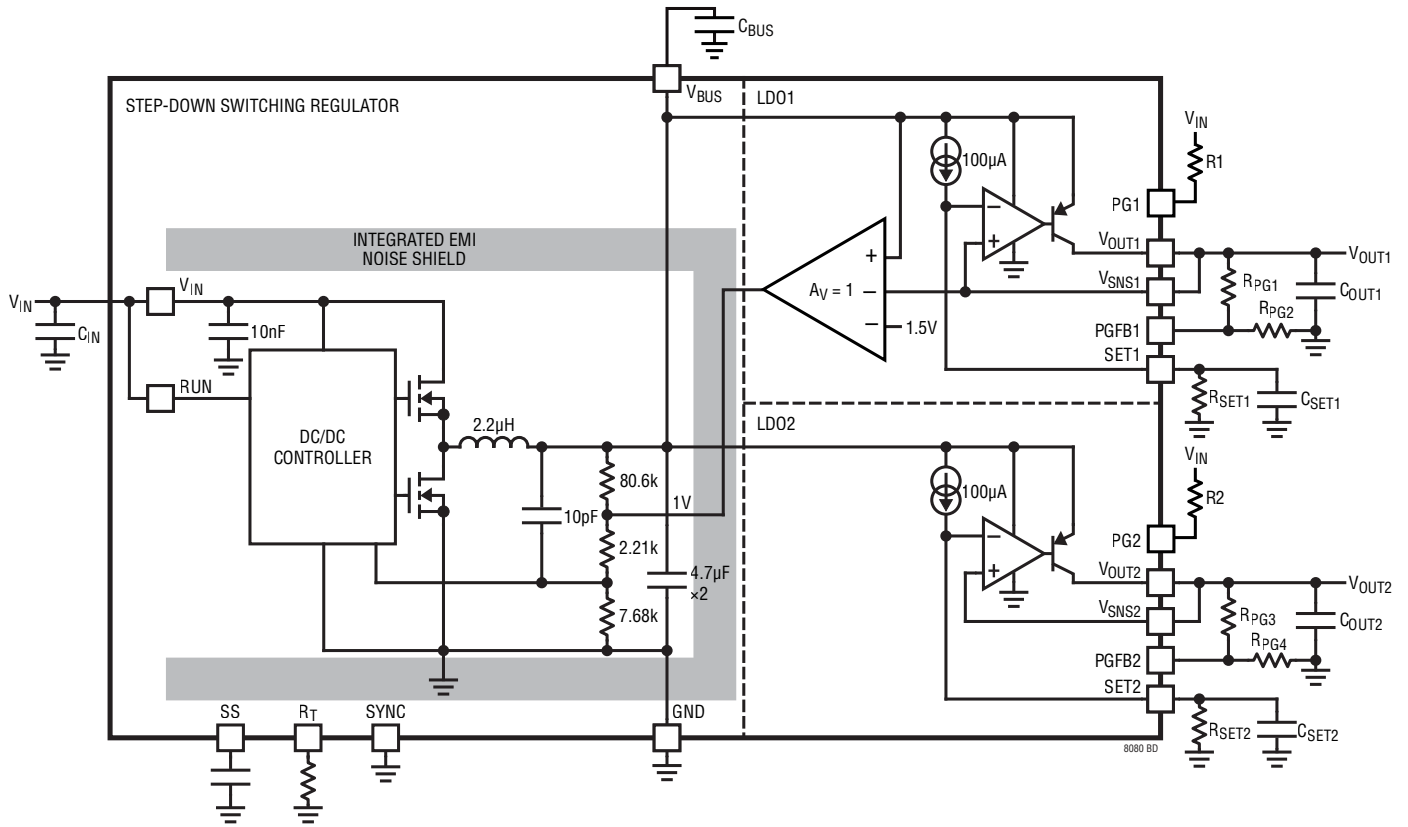 CBUS
VBUS
STEP-DOWN SWITCHING REGULATOR
LDO1
VIN
R1
100µA
PG1
−
+
INTEGRATED EMI
NOISE SHIELD
VOUT1
VOUT1
+
AV = 1
−
−
1.5V
VSNS1
RPG1
COUT1
RPG2
PGFB1
SET1
RSET1
CSET1
VIN
VIN
CIN
10nF
RUN
DC/DC
CONTROLLER
2.2µH
80.6k
1V
10pF
2.21k
4.7µF
×2
7.68k
LDO2
VIN
R2
100µA
PG2
−
+
VOUT2
VOUT2
VSNS2
RPG3
COUT2
RPG4
PGFB2
SET2
RSET2
CSET2
SS
RT
SYNC
GND
8080 BD